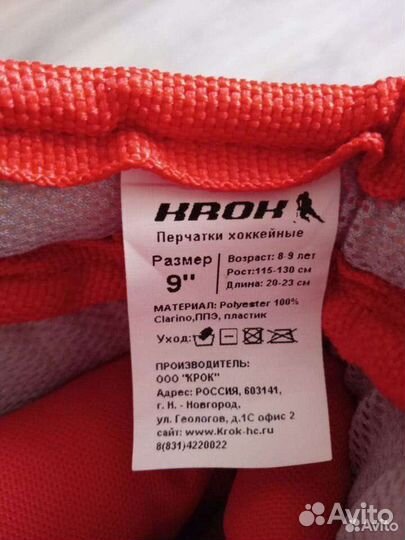 KROK
Перчатки хоккейные
Размер
9"
Возраст: 8-9 лет
Рост:115-130 см
Длина: 20-23 см
МАТЕРИАЛ: Polyester 100%
Clarino,ППЭ, пластик
Уход:
ПРОИЗВОДИТЕЛЬ:
ООО "КРОК"
Адрес: РОССИЯ, 603141,
г. Н. - Новгород,
ул. Геологов, д.1С офис 2
сайт: www.Krok-hc.ru
8(831)4220022
Avito